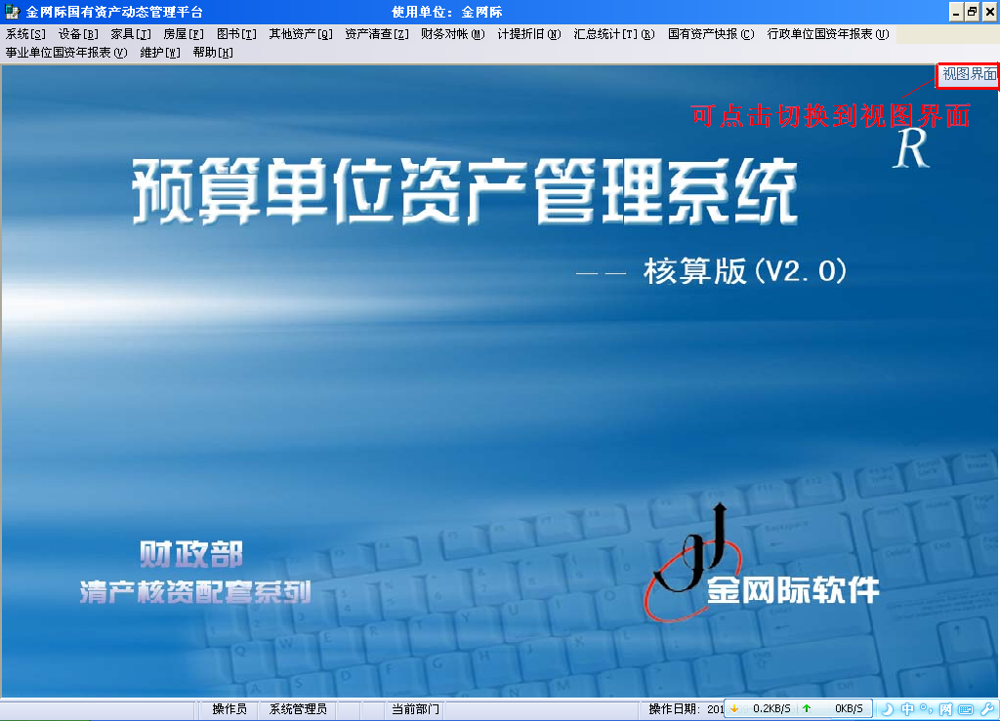 金网际国有资产动态管理平台 使用单位：金网际
系统[S] 设备[B] 家具[J] 房屋[F] 图书[T] 其他资产[Q] 资产清查[Z] 财务对帐(M) 计提折旧(N) 汇总统计[T](R) 国有资产快报(C) 行政单位国资年报表(U)
事业单位国资年报表(V) 维护[W] 帮助[H]
视图界面
可点击切换到视图界面
R
预算单位资产管理系统
—— 核算版(V2.0)
财政部
清产核资配套系列
金网际软件
操作员 系统管理员 当前部门 操作日期: 201 0.2KB/S 0KB/S 中